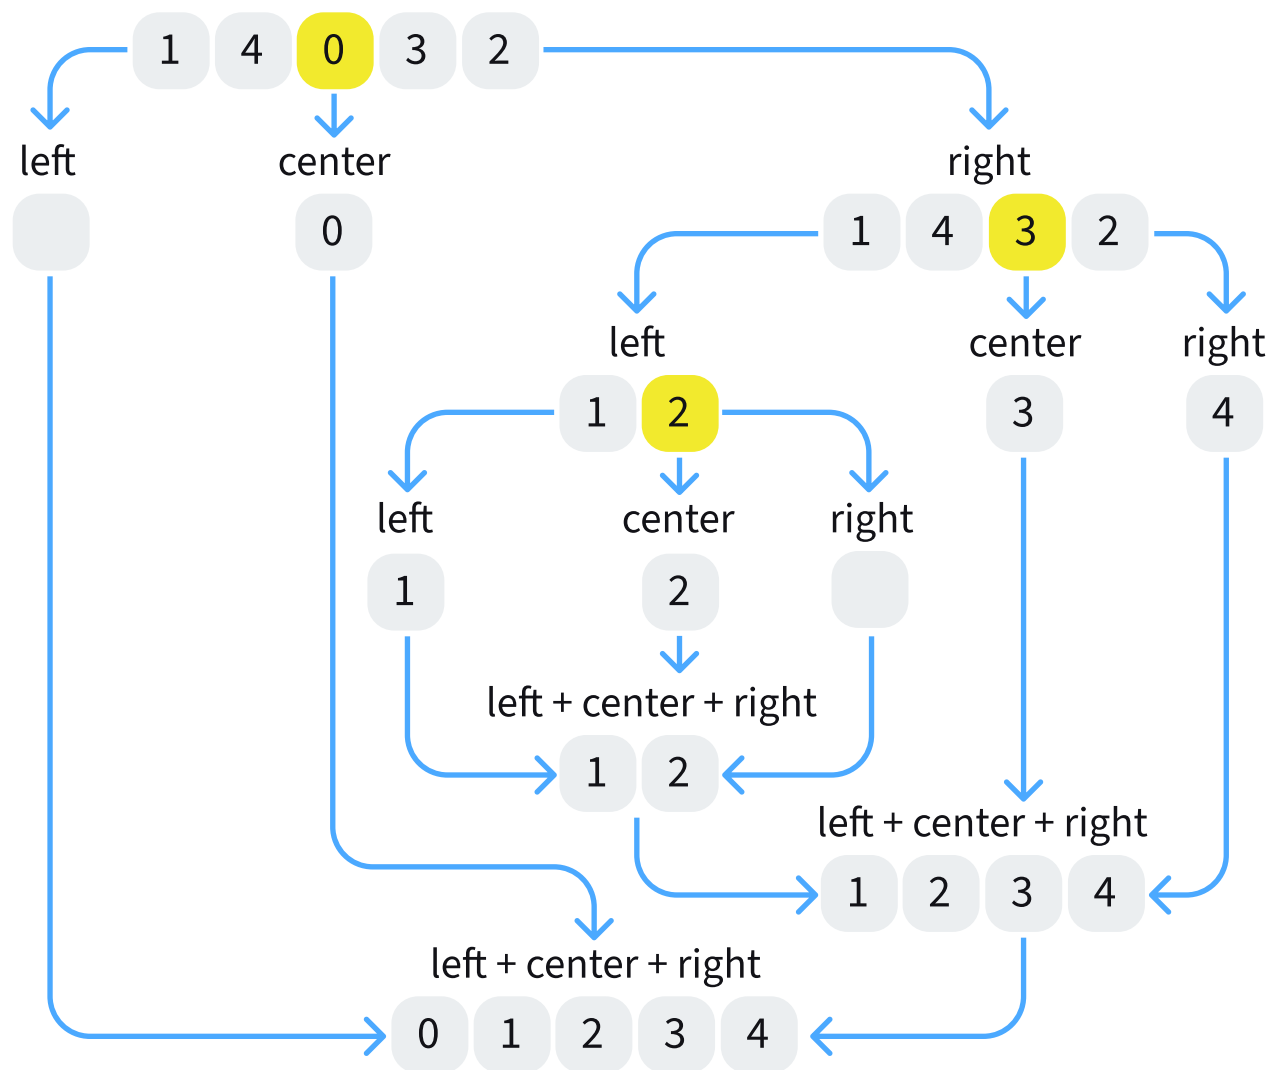 1 4 0 3 2
left center right
0 1 4 3 2
left center right
1 2 3 4
left center right
1 2
left + center + right
1 2
left + center + right
1 2 3 4
left + center + right
0 1 2 3 4